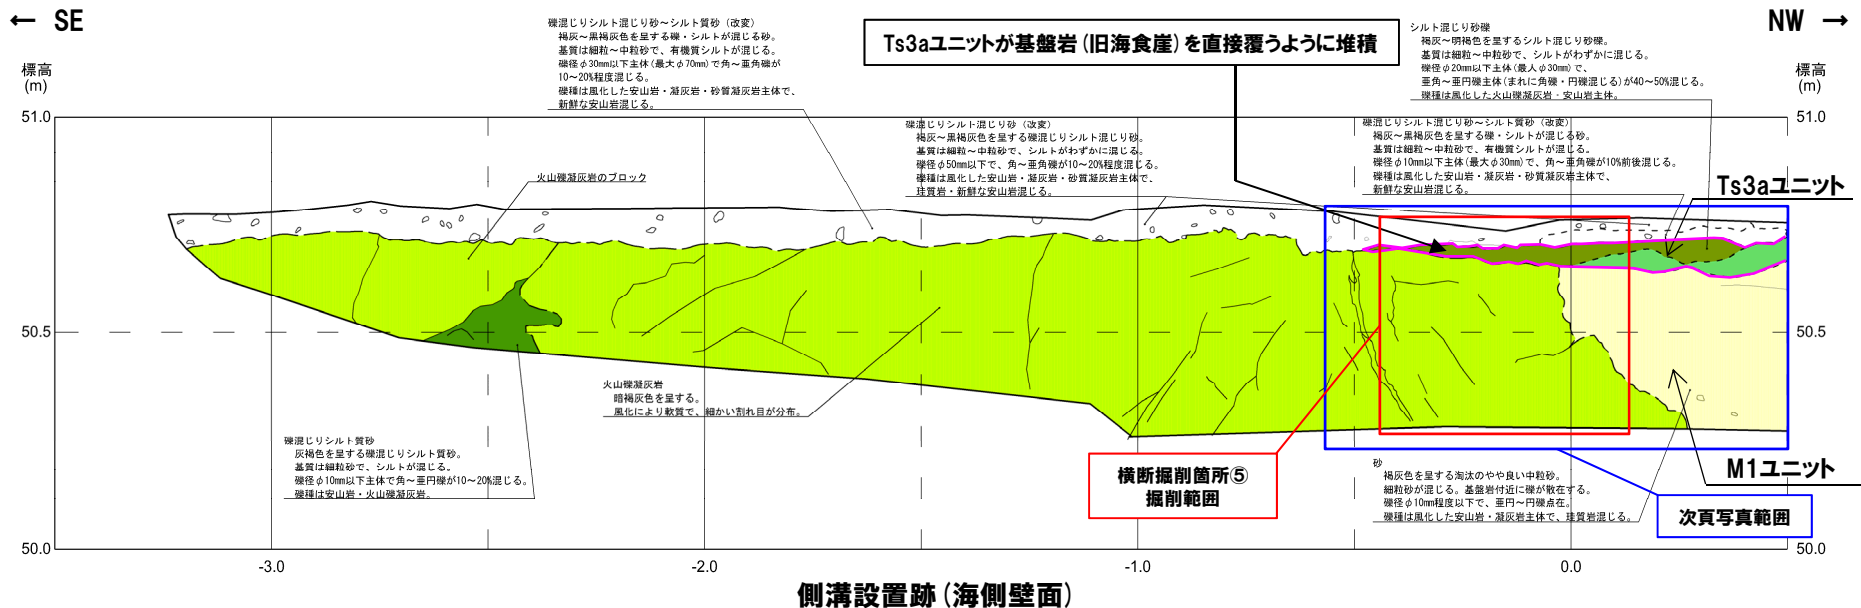 ← SE
NW →
標高
(m)
標高
(m)
51.0
51.0
50.5
50.5
50.0
50.0
-3.0
-2.0
-1.0
0.0
礫混じりシルト混じり砂～シルト質砂（改変）
褐灰～黒褐灰色を呈する礫・シルトが混じる砂。
基質は細粒～中粒砂で、有機質シルトが混じる。
礫径φ30mm以下主体(最大φ70mm)で角～亜角礫が
10～20%程度混じる。
礫種は風化した安山岩・凝灰岩・砂質凝灰岩主体で、
新鮮な安山岩混じる。
Ts3aユニットが基盤岩(旧海食崖)を直接覆うように堆積
シルト混じり砂礫
褐灰～明褐色を呈するシルト混じり砂礫。
基質は細粒～中粒砂で、シルトがわずかに混じる。
礫径φ20mm以下主体(最人φ30mm)で、
亜角～亜円礫主体(まれに角礫・円礫混じる)が40～50%混じる。
礫種は風化した火山礫凝灰岩・安山岩主体。
礫混じりシルト混じり砂（改変）
褐灰～黒褐灰色を呈する礫混じりシルト混じり砂。
基質は細粒～中粒砂で、シルトがわずかに混じる。
礫径φ50mm以下で、角～亜角礫が10～20%程度混じる。
礫種は風化した安山岩・凝灰岩・砂質凝灰岩主体で、
珪質岩・新鮮な安山岩混じる。
礫混じりシルト混じり砂～シルト質砂（改変）
褐灰～黒褐灰色を呈する礫・シルトが混じる砂。
基質は細粒～中粒砂で、有機質シルトが混じる。
礫径φ10mm以下主体(最大φ30mm)で、角～亜角礫が10%前後混じる。
礫種は風化した安山岩・凝灰岩・砂質凝灰岩主体で、
新鮮な安山岩混じる。
火山礫凝灰岩のブロック
Ts3aユニット
火山礫凝灰岩
暗褐灰色を呈する。
風化により軟質で、細かい割れ目が分布。
礫混じりシルト質砂
灰褐色を呈する礫混じりシルト質砂。
基質は細粒砂で、シルトが混じる。
礫径φ10mm以下主体で角～亜円礫が10～20%混じる。
礫種は安山岩・火山礫凝灰岩。
横断掘削箇所⑤
掘削範囲
砂
褐灰色を呈する淘汰のやや良い中粒砂。
細粒砂が混じる。基盤岩付近に礫が散在する。
礫径φ10mm程度以下で、亜円～円礫点在。
礫種は風化した安山岩・凝灰岩主体で、珪質岩混じる。
M1ユニット
次頁写真範囲
側溝設置跡(海側壁面)